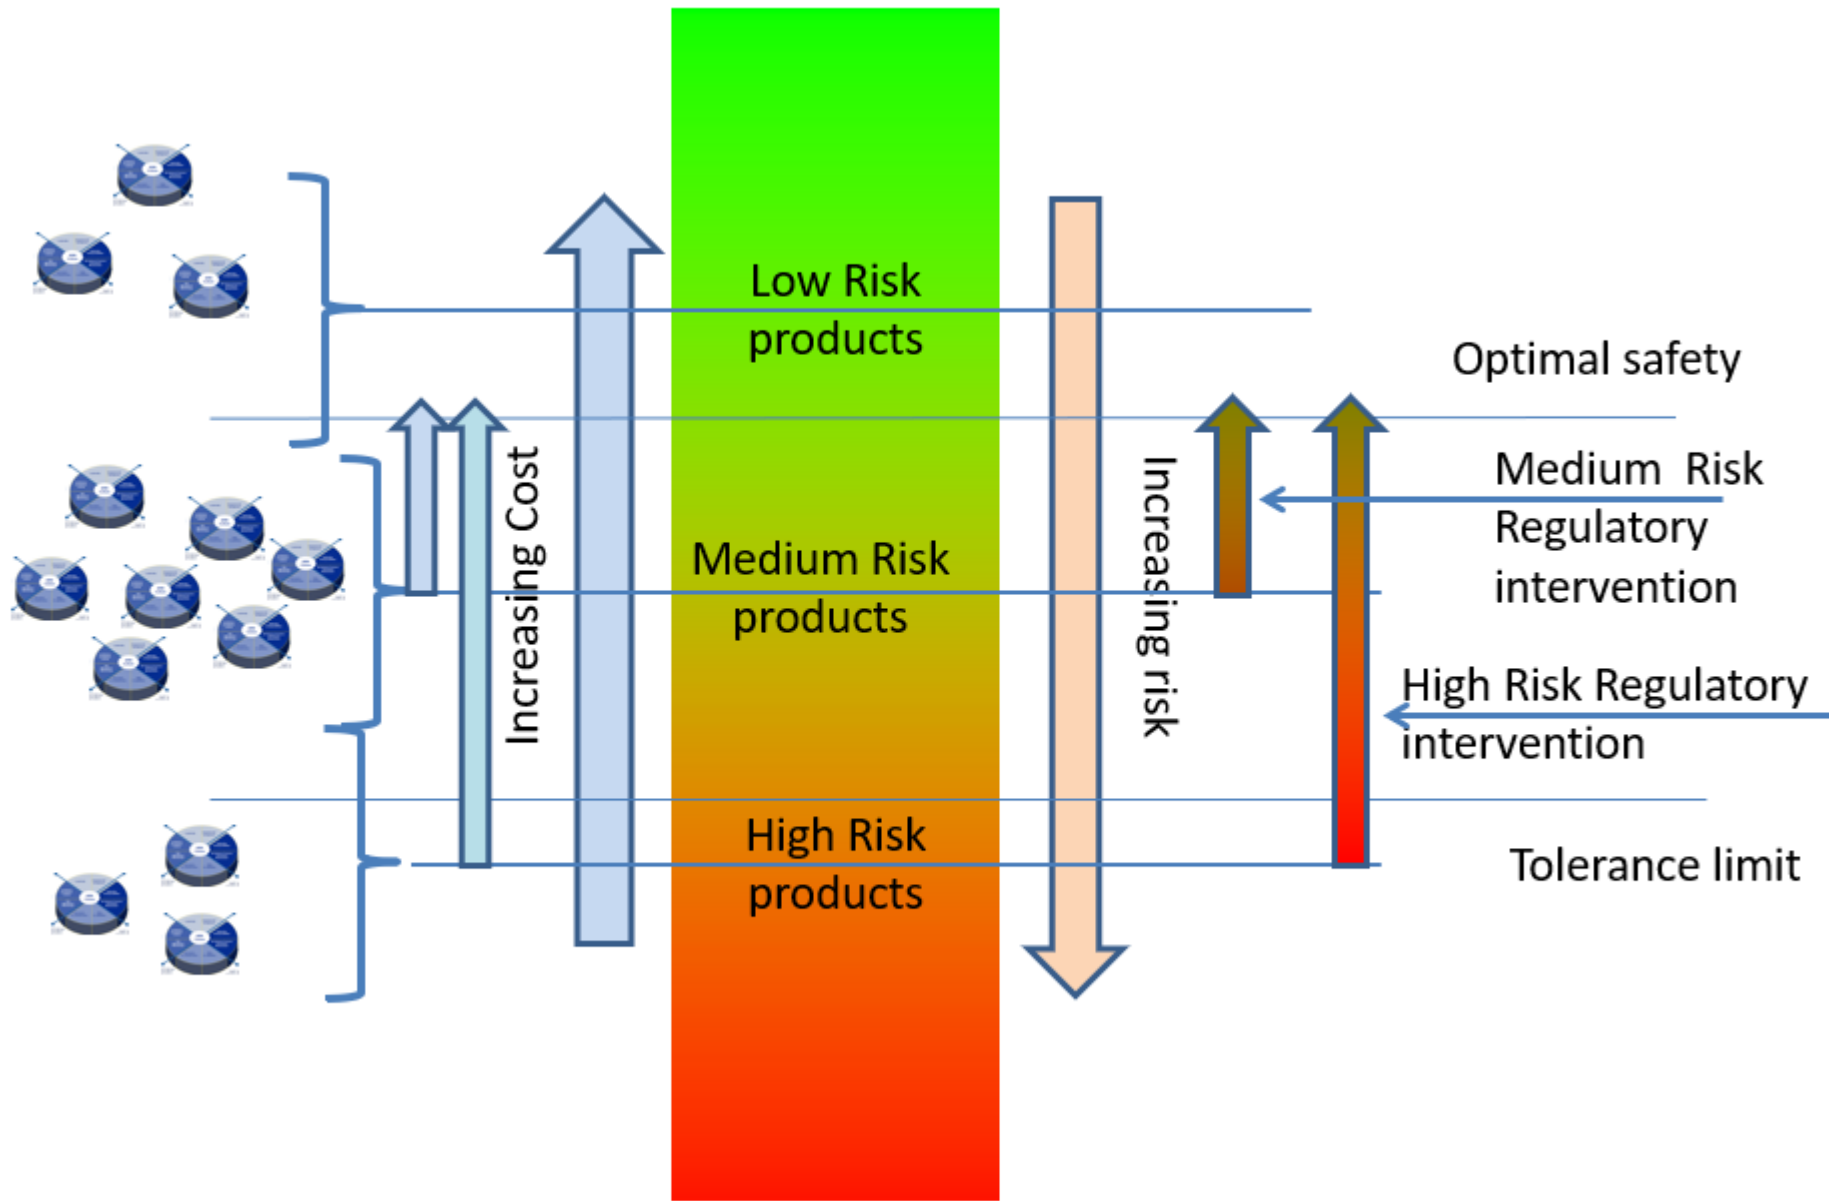 Low Risk
products
Optimal safety
Increasing Cost
Increasing risk
Medium  Risk
Regulatory
intervention
Medium Risk
products
High Risk Regulatory
intervention
High Risk
products
Tolerance limit